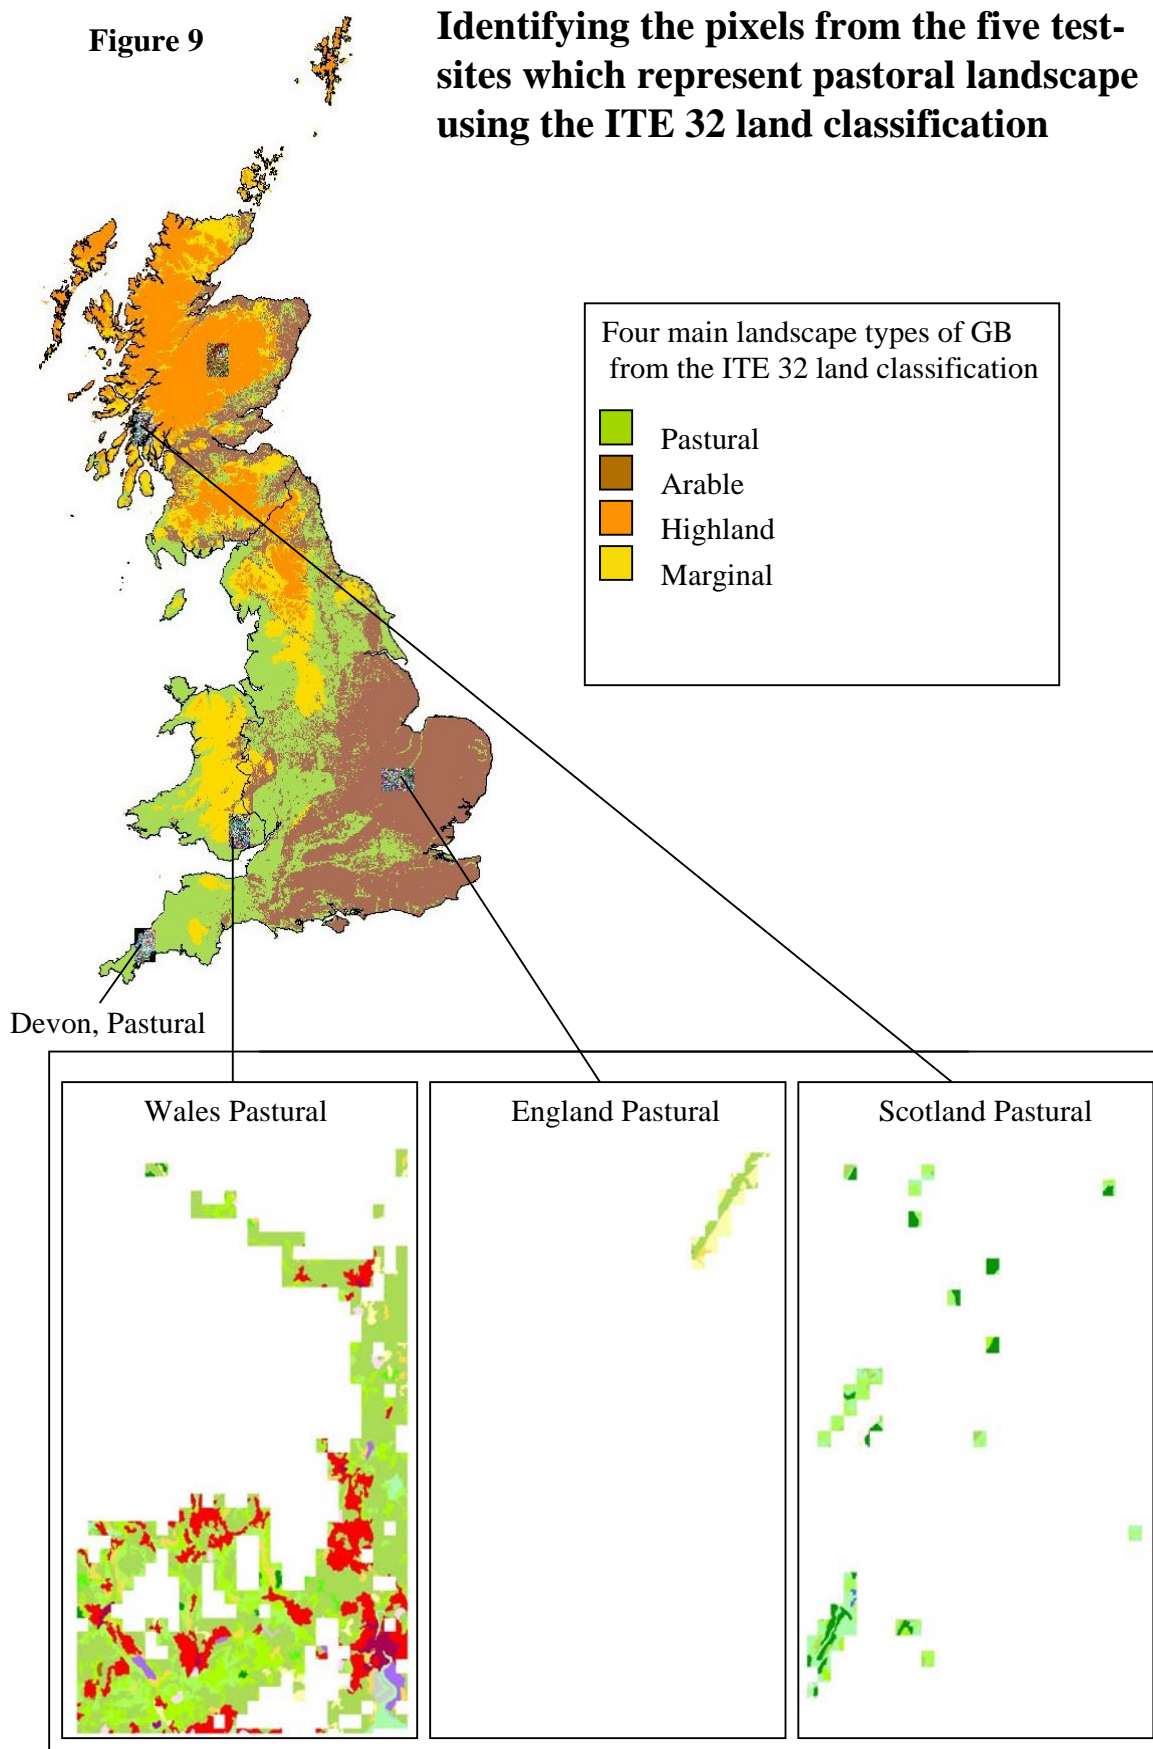 Figure 9
Identifying the pixels from the five test-
sites which represent pastoral landscape
using the ITE 32 land classification
Four main landscape types of GB
from the ITE 32 land classification
Pastural
Arable
Highland
Marginal
Devon, Pastural
Wales Pastural
England Pastural
Scotland Pastural